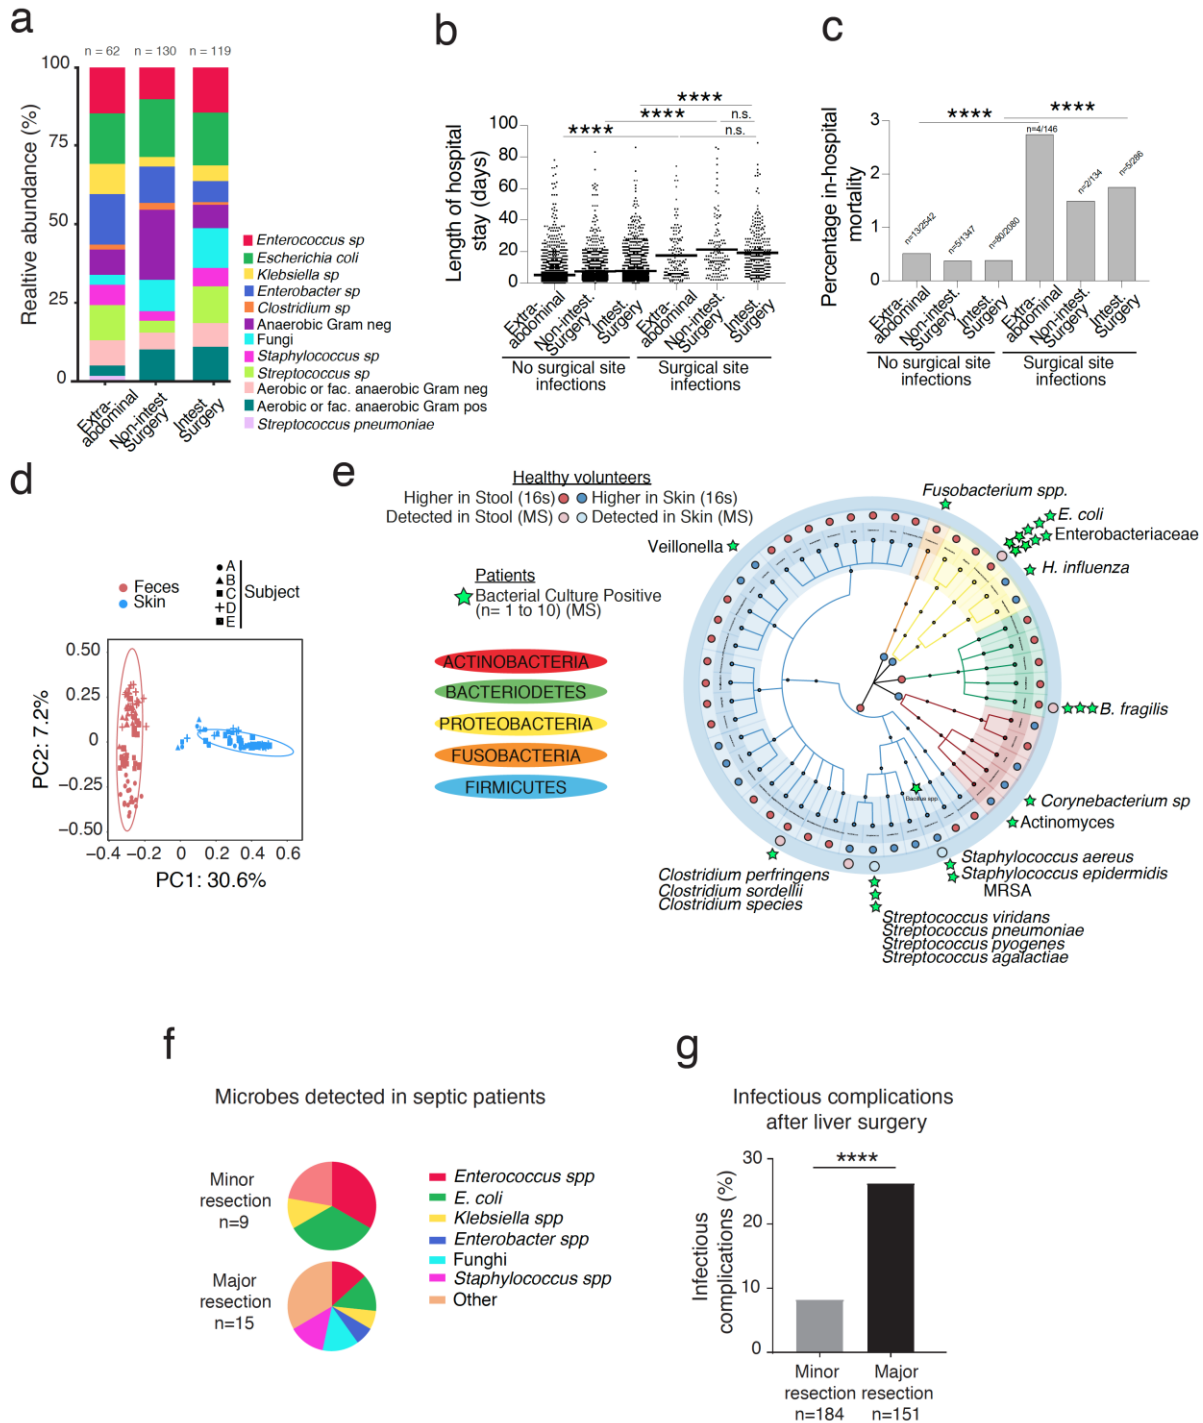 a
n = 62 n = 130 n = 119
Realtive abundance (%)
100
75
50
25
0
Extra-
abdominal
Non-intest
Surgery
Intest
Surgery
Enterococcus sp
Escherichia coli
Klebsiella sp
Enterobacter sp
Clostridium sp
Anaerobic Gram neg
Fungi
Staphylococcus sp
Streptococcus sp
Aerobic or fac. anaerobic Gram neg
Aerobic or fac. anaerobic Gram pos
Streptococcus pneumoniae
b
Length of hospital
stay (days)
100
80
60
40
20
0
****
**** n.s.
**** n.s.
Extra-
abdominal
Non-intest.
Surgery
Intest.
Surgery
Extra-
abdominal
Non-intest.
Surgery
Intest.
Surgery
No surgical site
infections
Surgical site
infections
c
Percentage in-hospital
mortality
3
2
1
0
**** ****
n=13/2542
n=5/1347
n=80/2080
n=4/146
n=2/134
n=5/286
Extra-
abdominal
Non-intest.
Surgery
Intest.
Surgery
Extra-
abdominal
Non-intest.
Surgery
Intest.
Surgery
No surgical site
infections
Surgical site
infections
d
Feces
Skin
A
B
C
D
E
Subject
PC2: 7.2%
0.50
0.25
0
−0.25
−0.50
−0.4 −0.2 0 0.2 0.4 0.6
PC1: 30.6%
e
Healthy volunteers
Higher in Stool (16s) Higher in Skin (16s)
Detected in Stool (MS) Detected in Skin (MS)
Patients
Bacterial Culture Positive
(n= 1 to 10) (MS)
ACTINOBACTERIA
BACTERIODETES
PROTEOBACTERIA
FUSOBACTERIA
FIRMICUTES
Veillonella
Fusobacterium spp.
E. coli
Enterobacteriaceae
H. influenza
B. fragilis
Corynebacterium sp
Actinomyces
Bacillus spp
Staphylococcus aereus
Staphylococcus epidermidis
MRSA
Clostridium perfringens
Clostridium sordellii
Clostridium species
Streptococcus viridans
Streptococcus pneumoniae
Streptococcus pyogenes
Streptococcus agalactiae
f
Microbes detected in septic patients
Minor
resection
n=9
Major
resection
n=15
Enterococcus spp
E. coli
Klebsiella spp
Enterobacter spp
Funghi
Staphylococcus spp
Other
g
Infectious complications
after liver surgery
Infectious
complications (%)
30
20
10
0
****
Minor
resection
n=184
Major
resection
n=151